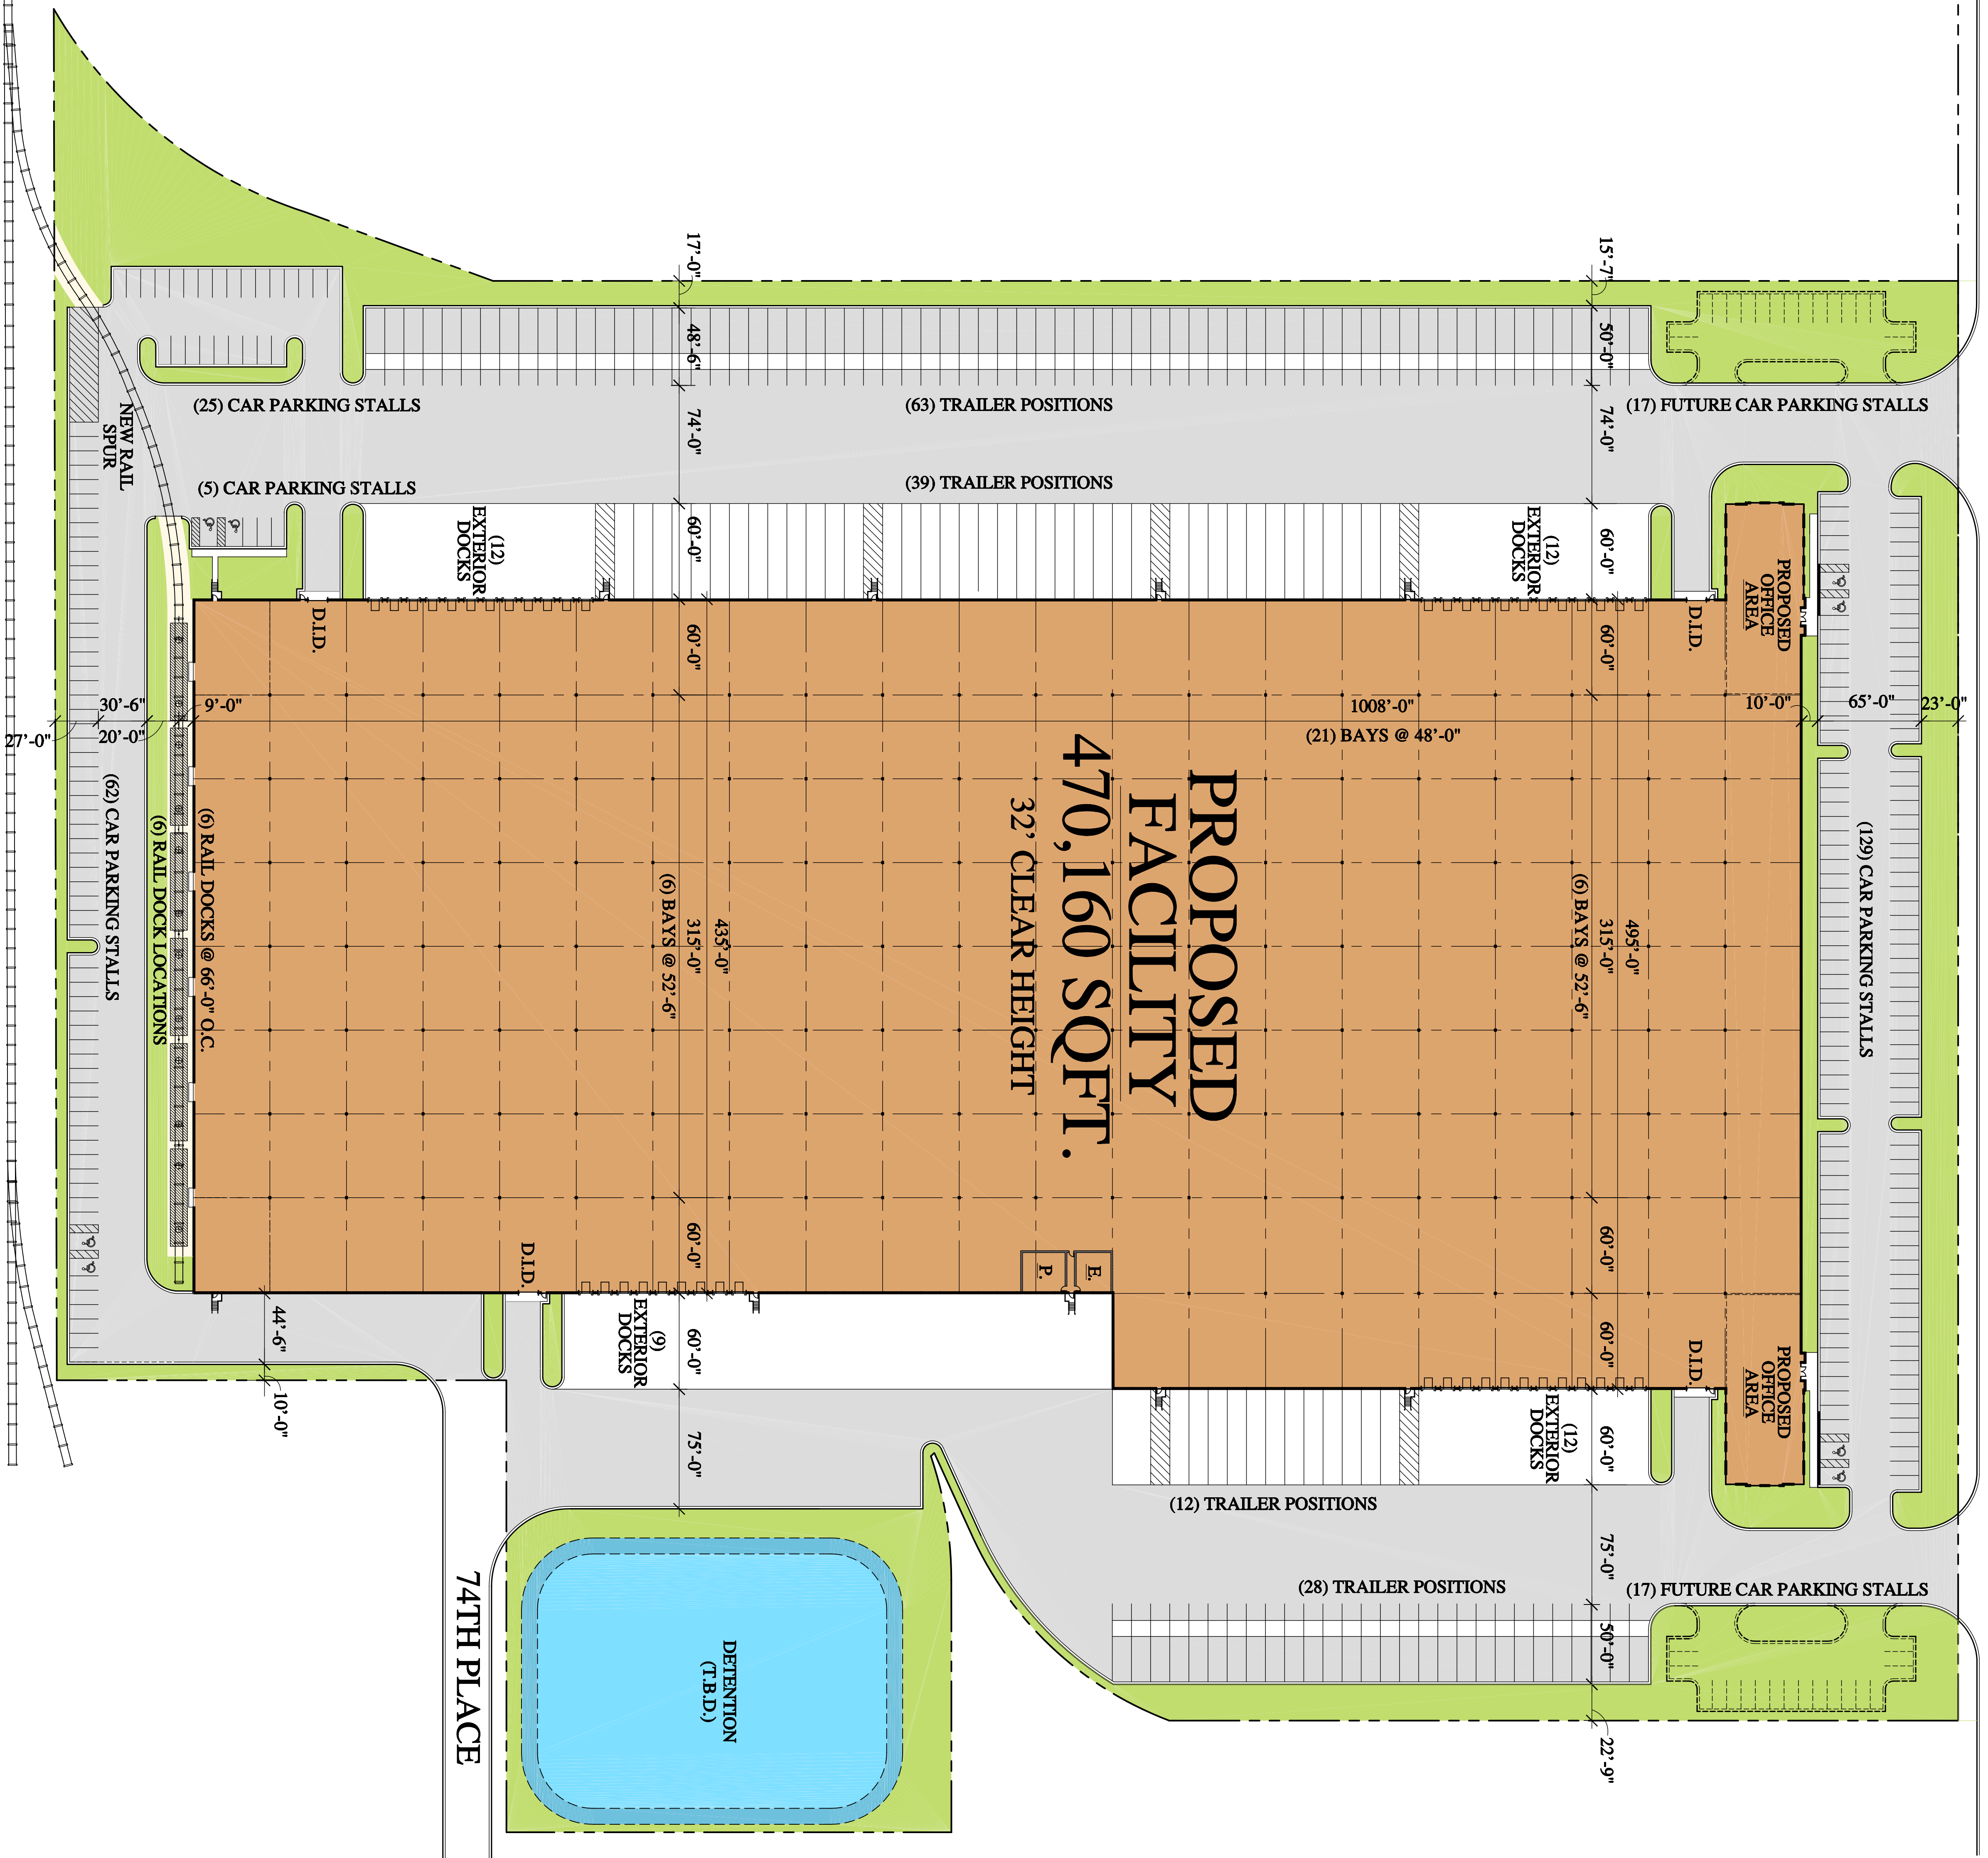 17'-0"
15'-7"
48'-6"
50'-0"
(25) CAR PARKING STALLS
(63) TRAILER POSITIONS
(17) FUTURE CAR PARKING STALLS
74'-0"
74'-0"
NEW RAIL
SPUR
(5) CAR PARKING STALLS
(39) TRAILER POSITIONS
(12)
EXTERIOR
DOCKS
60'-0"
(12)
EXTERIOR
DOCKS
60'-0"
PROPOSED
OFFICE
AREA
D.I.D.
D.I.D.
60'-0"
60'-0"
27'-0"
30'-6"
20'-0"
9'-0"
1008'-0"
(21) BAYS @ 48'-0"
10'-0"
65'-0"
23'-0"
PROPOSED
FACILITY
470,160 SQFT.
32' CLEAR HEIGHT
(62) CAR PARKING STALLS
(6) RAIL DOCK LOCATIONS
(6) RAIL DOCKS @ 66'-0" O.C.
435'-0"
315'-0"
(6) BAYS @ 52'-6"
495'-0"
315'-0"
(6) BAYS @ 52'-6"
(129) CAR PARKING STALLS
60'-0"
60'-0"
D.I.D.
P.
E.
44'-6"
10'-0"
(9)
EXTERIOR
DOCKS
60'-0"
60'-0"
D.I.D.
PROPOSED
OFFICE
AREA
75'-0"
(12)
EXTERIOR
DOCKS
60'-0"
(12) TRAILER POSITIONS
75'-0"
(28) TRAILER POSITIONS
(17) FUTURE CAR PARKING STALLS
50'-0"
22'-9"
74TH PLACE
DETENTION
(T.B.D.)